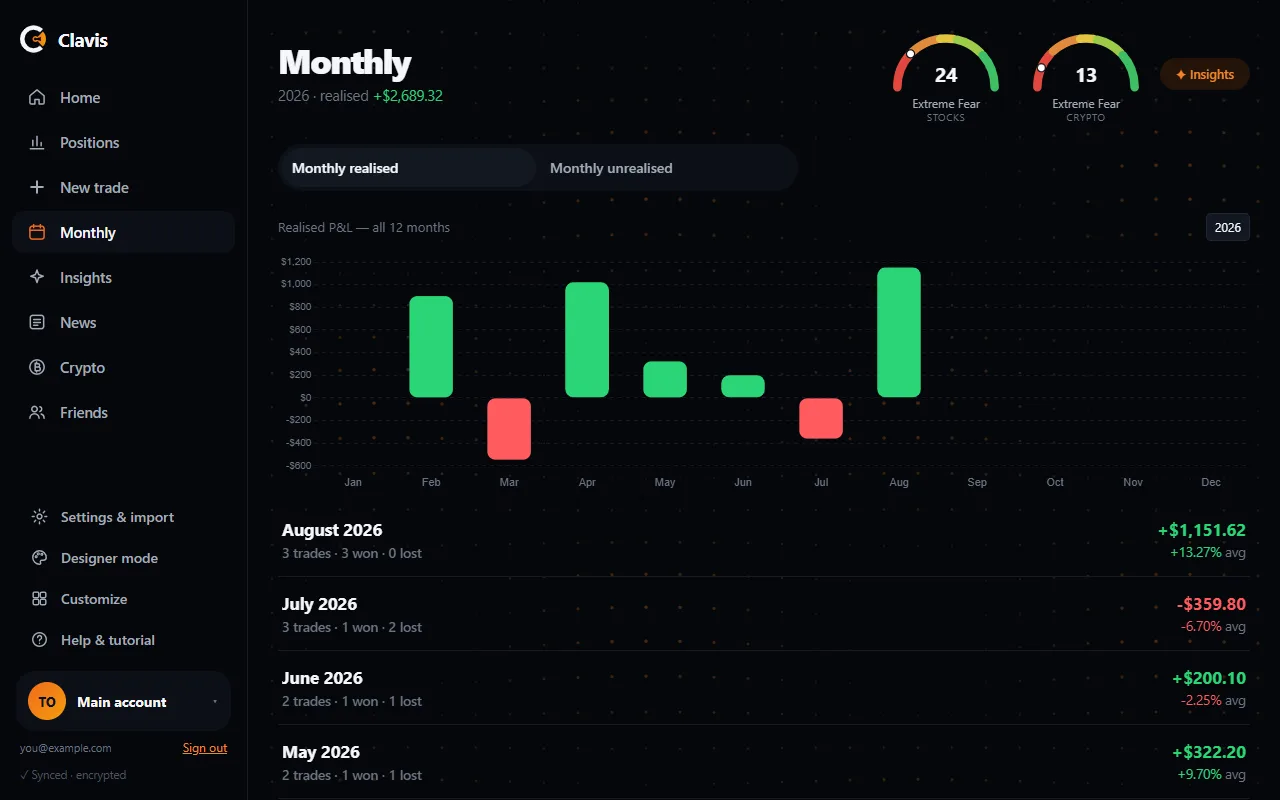 Clavis
Home
Positions
New trade
Monthly
Insights
News
Crypto
Friends
Settings & import
Designer mode
Customize
Help & tutorial
TO
Main account
you@example.com
Sign out
✓ Synced · encrypted
Monthly
2026 · realised +$2,689.32
24
Extreme Fear
STOCKS
13
Extreme Fear
CRYPTO
✦ Insights
Monthly realised
Monthly unrealised
Realised P&L — all 12 months
2026
$1,200
$1,000
$800
$600
$400
$200
$0
-$200
-$400
-$600
Jan Feb Mar Apr May Jun Jul Aug Sep Oct Nov Dec
August 2026
+$1,151.62
3 trades · 3 won · 0 lost
+13.27% avg
July 2026
-$359.80
3 trades · 1 won · 2 lost
-6.70% avg
June 2026
+$200.10
2 trades · 1 won · 1 lost
-2.25% avg
May 2026
+$322.20
2 trades · 1 won · 1 lost
+9.70% avg